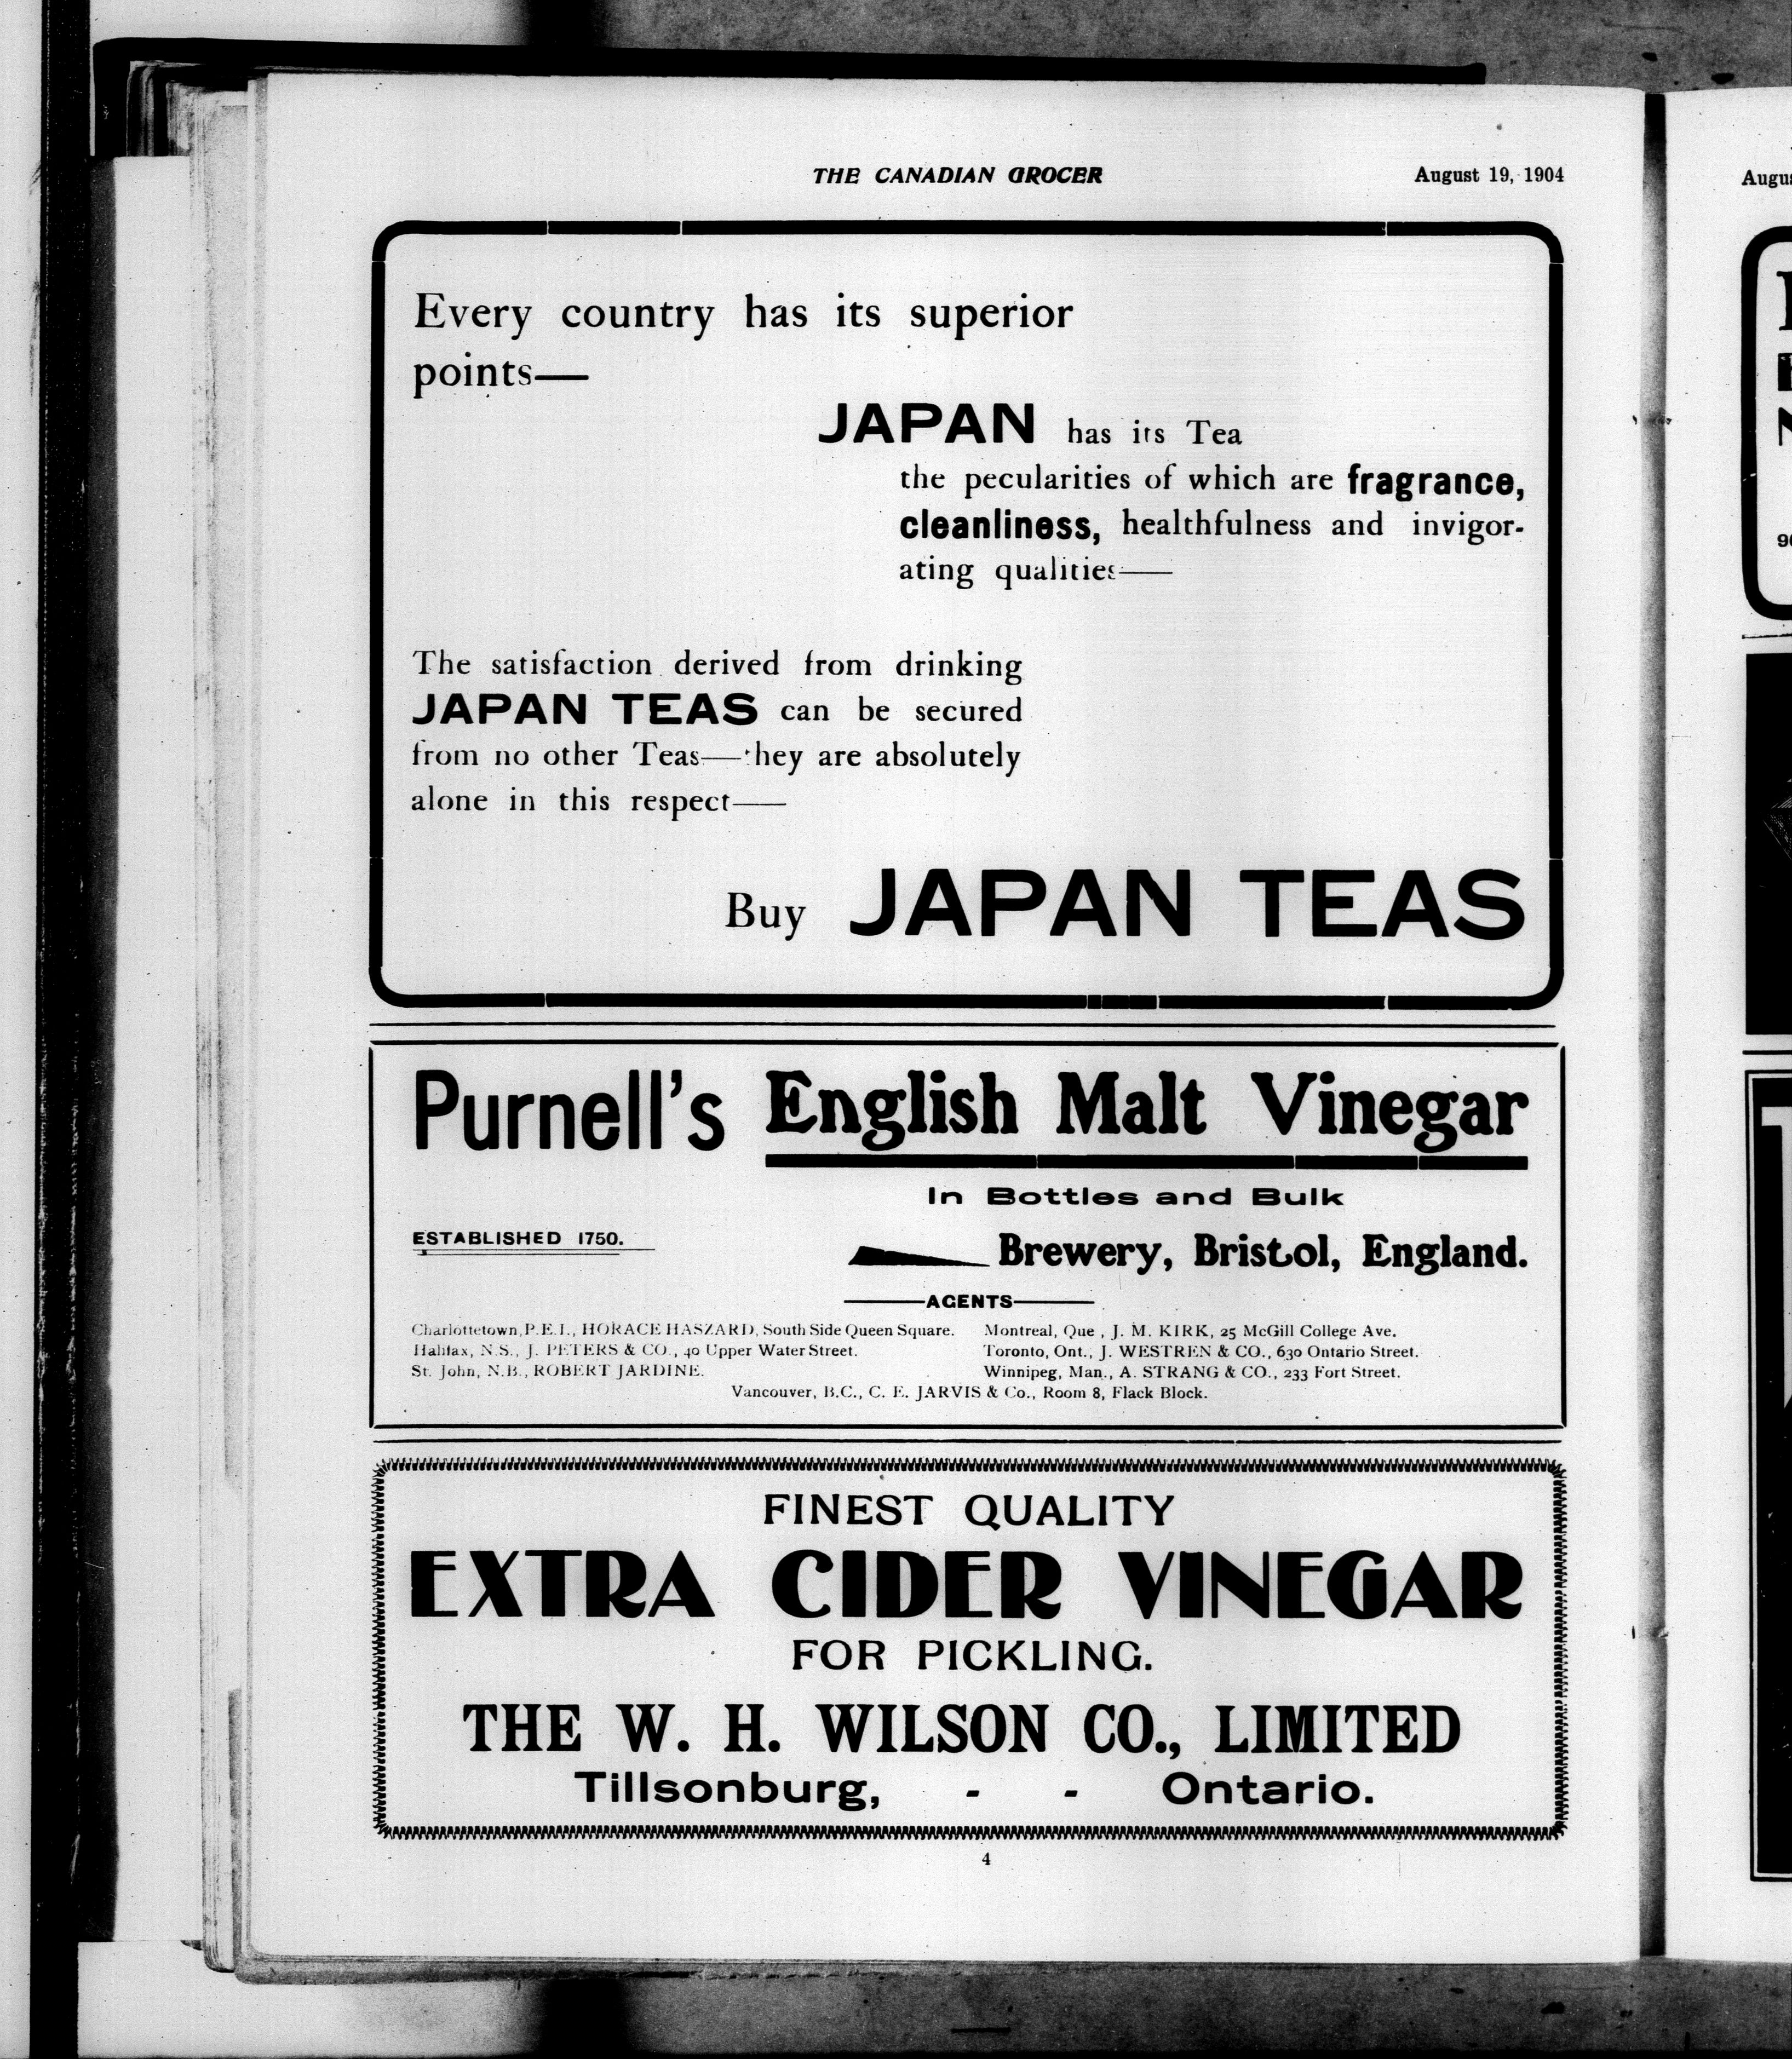 THE CANADIAN GROCER
August 19, 1904
Every country has its superior
points—
JAPAN has its Tea
the pecularities of which are fragrance,
cleanliness, healthfulness and invigor-
ating qualities—
The satisfaction derived from drinking
JAPAN TEAS can be secured
from no other Teas—they are absolutely
alone in this respect—
Buy JAPAN TEAS
Purnell's English Malt Vinegar
In Bottles and Bulk
ESTABLISHED 1750.
Brewery, Bristol, England.
AGENTS
Charlottetown, P.E.I., HORACE HASZARD, South Side Queen Square.
Halifax, N.S., J. PETERS & CO., 40 Upper Water Street.
St. John, N.B., ROBERT JARDINE.
Montreal, Que , J. M. KIRK, 25 McGill College Ave.
Toronto, Ont., J. WESTREN & CO., 630 Ontario Street.
Winnipeg, Man., A. STRANG & CO., 233 Fort Street.
Vancouver, B.C., C. E. JARVIS & Co., Room 8, Flack Block.
FINEST QUALITY
EXTRA CIDER VINEGAR
FOR PICKLING.
THE W. H. WILSON CO., LIMITED
Tillsonburg, - - Ontario.
4